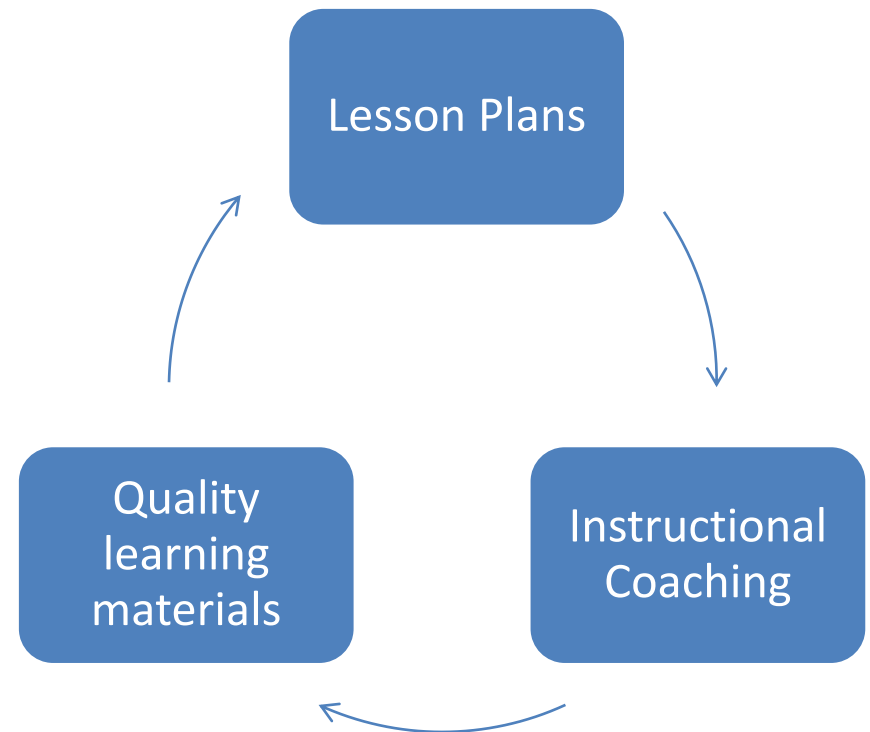 Lesson Plans
Quality
learning
materials
Instructional
Coaching